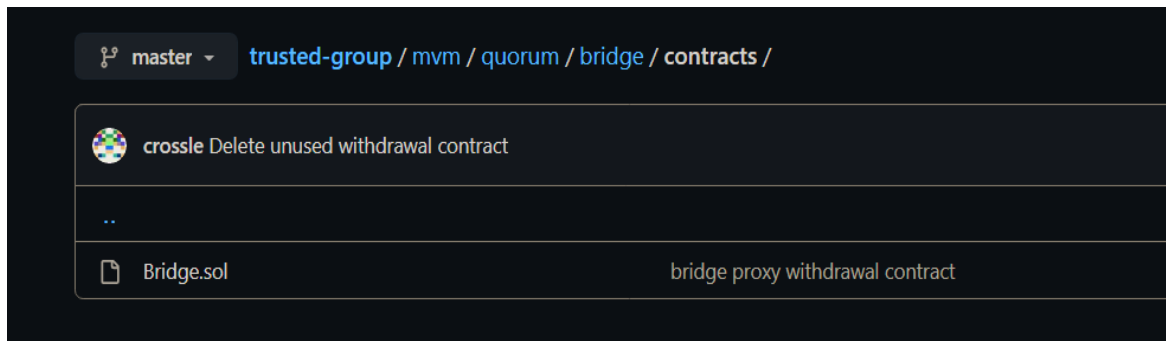 master trusted-group / mvm / quorum / bridge / contracts /
crossle Delete unused withdrawal contract
..
Bridge.sol bridge proxy withdrawal contract